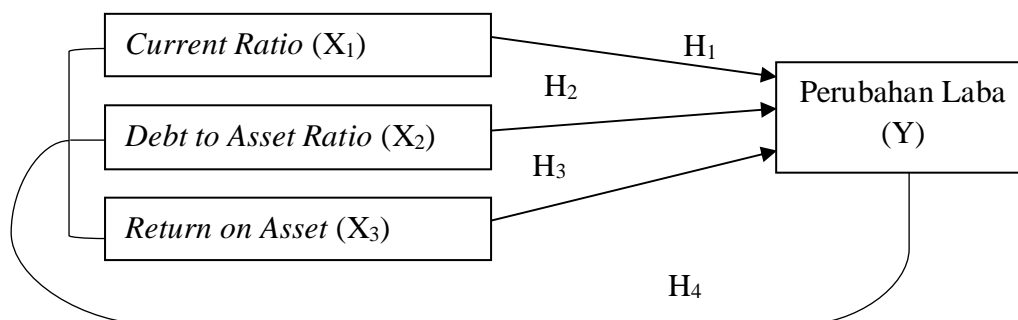 Current Ratio (X₁)
H₁
H₂
Perubahan Laba
(Y)
Debt to Asset Ratio (X₂)
H₃
Return on Asset (X₃)
H₄